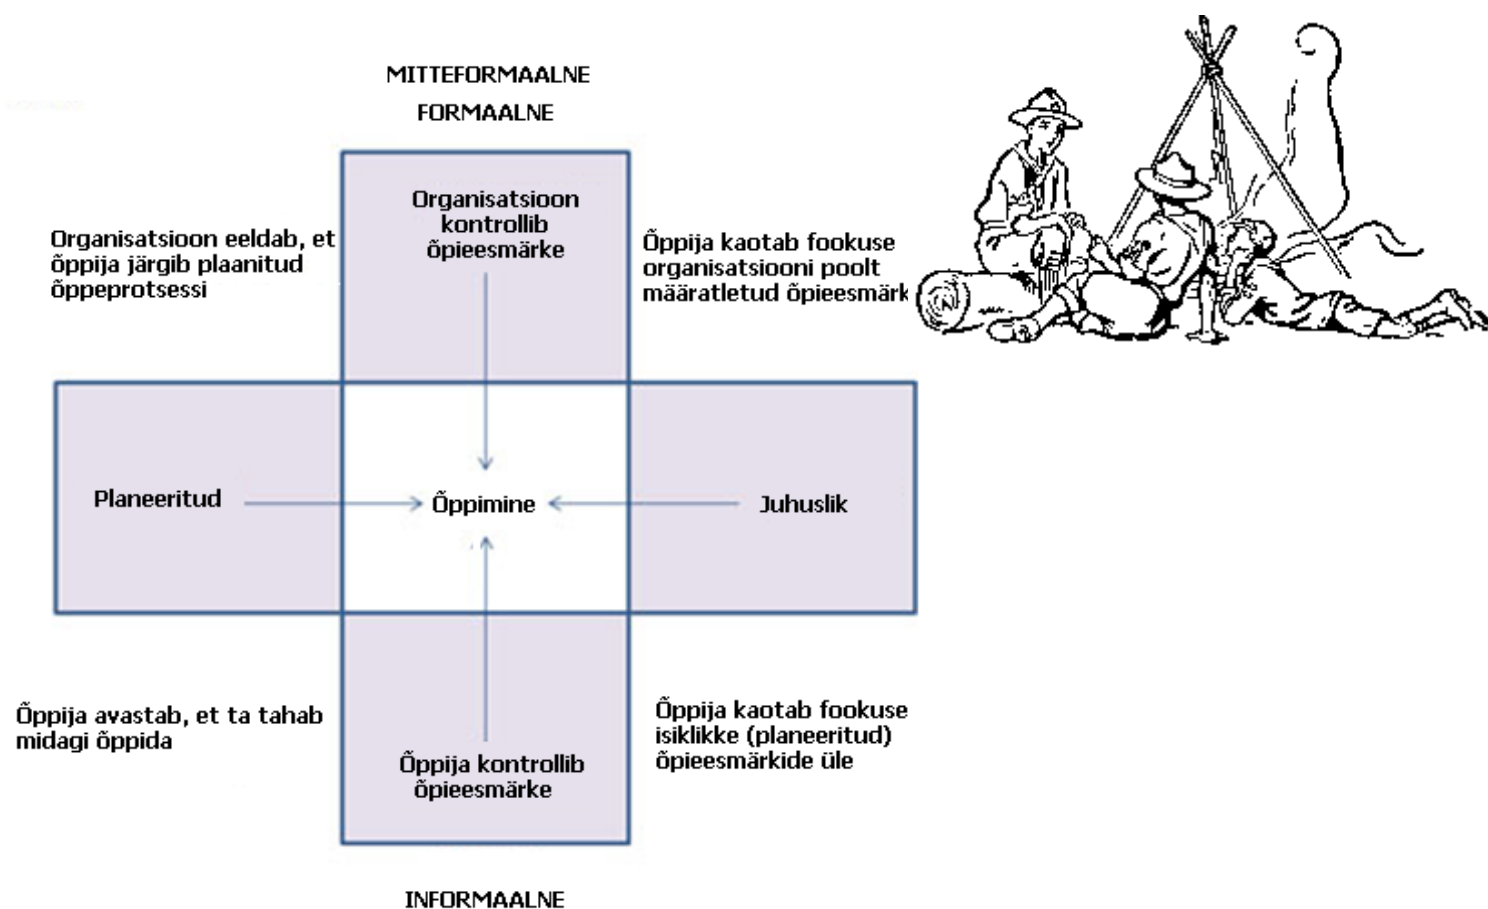 MITTEFORMAALNE
FORMAALNE
Organisatsioon
kontrollib
õpieesmärke
Organisatsioon eeldab, et
õppija järgib plaanitud
õppeprotsessi
Õppija kaotab fookuse
organisatsiooni poolt
määratletud õpieesmärk
Planeeritud
Õppimine
Juhuslik
Õppija avastab, et ta tahab
midagi õppida
Õppija kontrollib
õpieesmärke
Õppija kaotab fookuse
isiklikke (planeeritud)
õpieesmärkide üle
INFORMAALNE